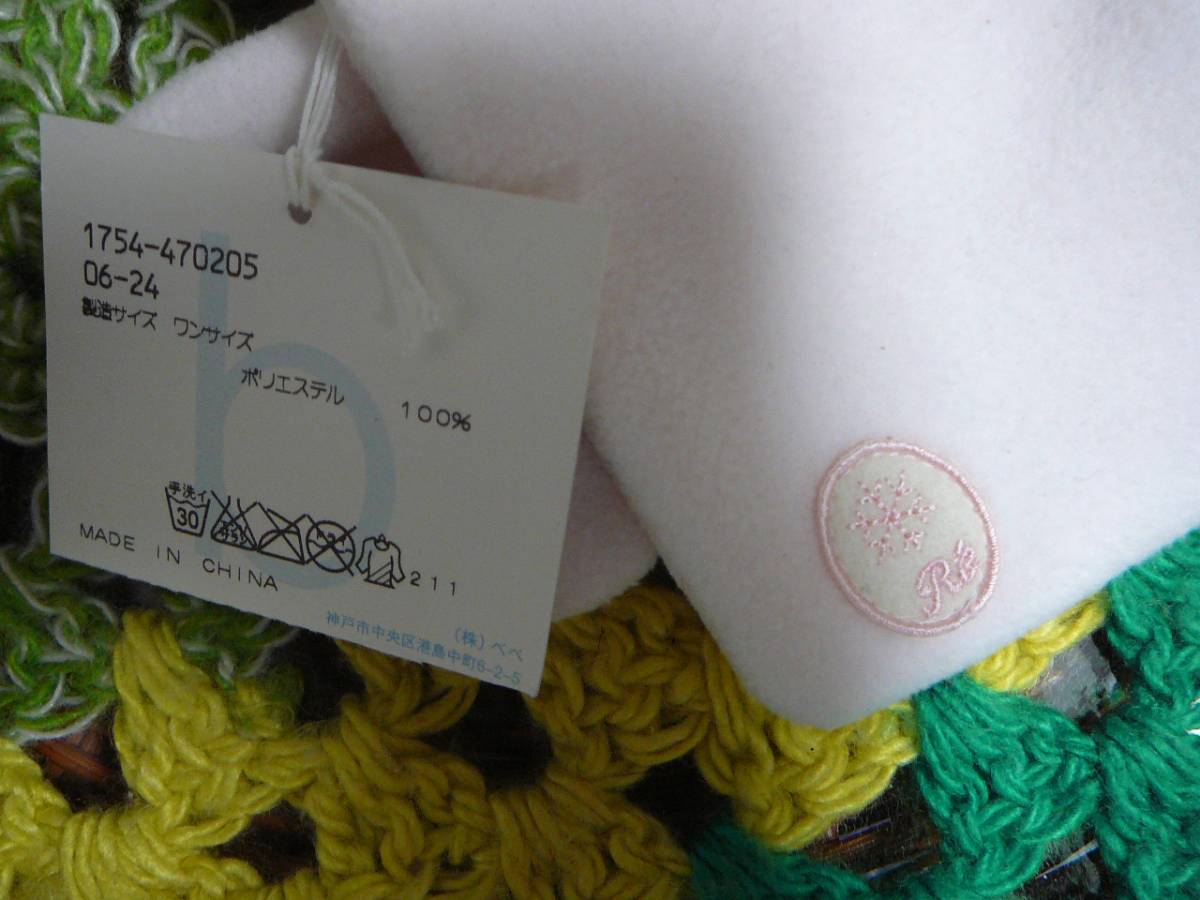 1754-470205
06-24
製造サイズ ワンサイズ
ポリエステル 100%
手洗イ
30
211
MADE IN CHINA
(株)べべ
神戸市中央区港島中町6-2-5
b